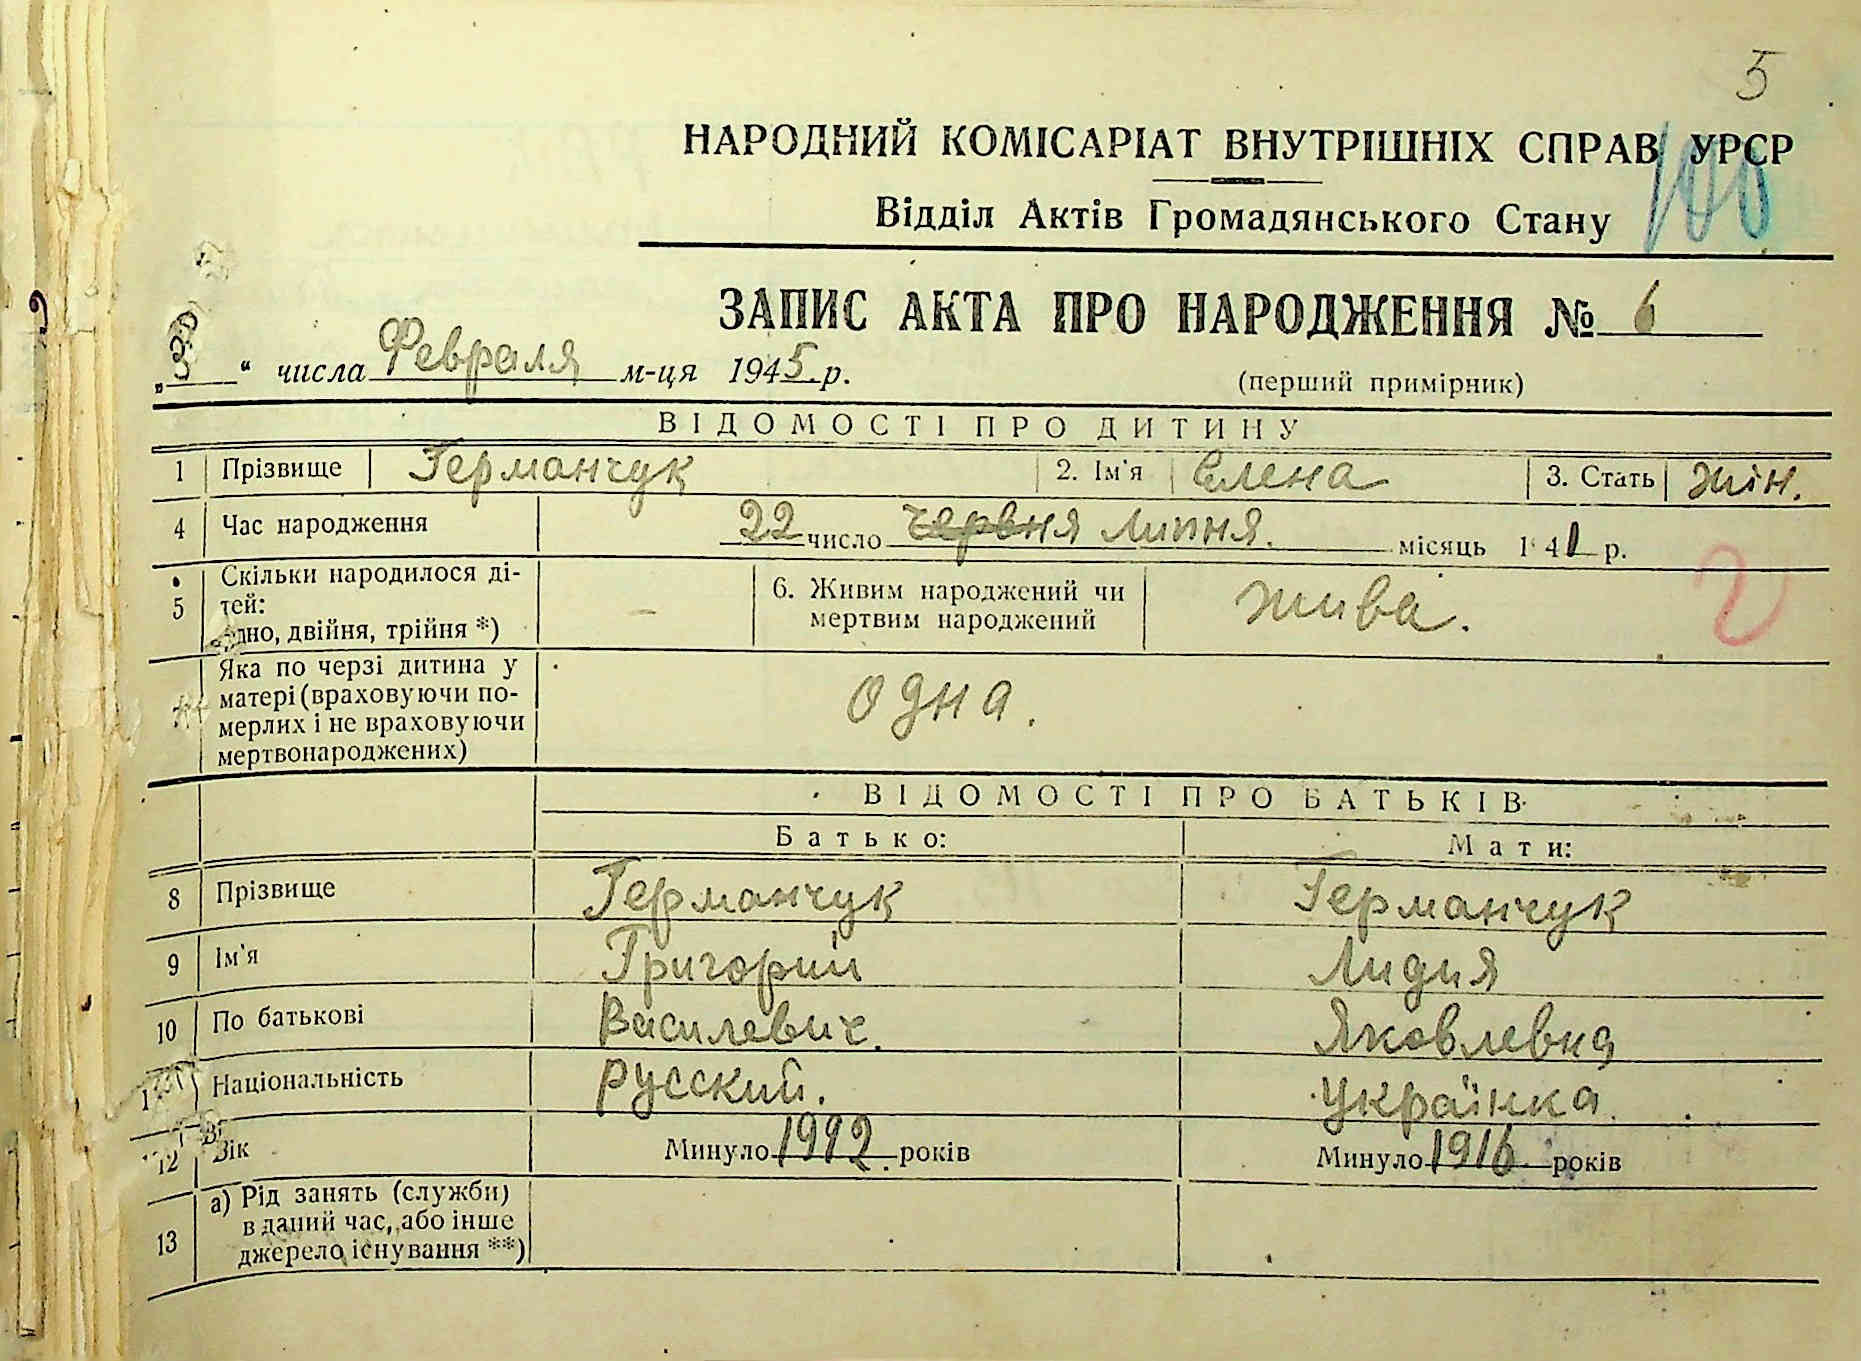 5
НАРОДНИЙ КОМІСАРІАТ ВНУТРІШНІХ СПРАВ УРСР
100
Відділ Актів Громадянського Стану
ЗАПИС АКТА ПРО НАРОДЖЕННЯ № 6
„3“ числа Февраля м-ця 1945 р.
(перший примірник)
ВІДОМОСТІ ПРО ДИТИНУ
1 Прізвище Германчук 2. Ім'я Елена 3. Стать жін.
4 Час народження 22 число червня липня. місяць 1941 р.
5 Скільки народилося ді-
тей:
одно, двійня, трійня *)
–
6. Живим народжений чи
мертвим народжений
жива.
Яка по черзі дитина у
матері (враховуючи по-
мерлих і не враховуючи
мертвонароджених)
одна.
ВІДОМОСТІ ПРО БАТЬКІВ
Батько: Мати:
8 Прізвище Германчук Германчук
9 Ім'я Григорий Лидия
10 По батькові Василевич. Яковлевна
Національність Русский. Українка.
12 Вік Минуло 1912 років Минуло 1916 років
13 а) Рід занять (служби)
в даний час, або інше
джерело існування **)